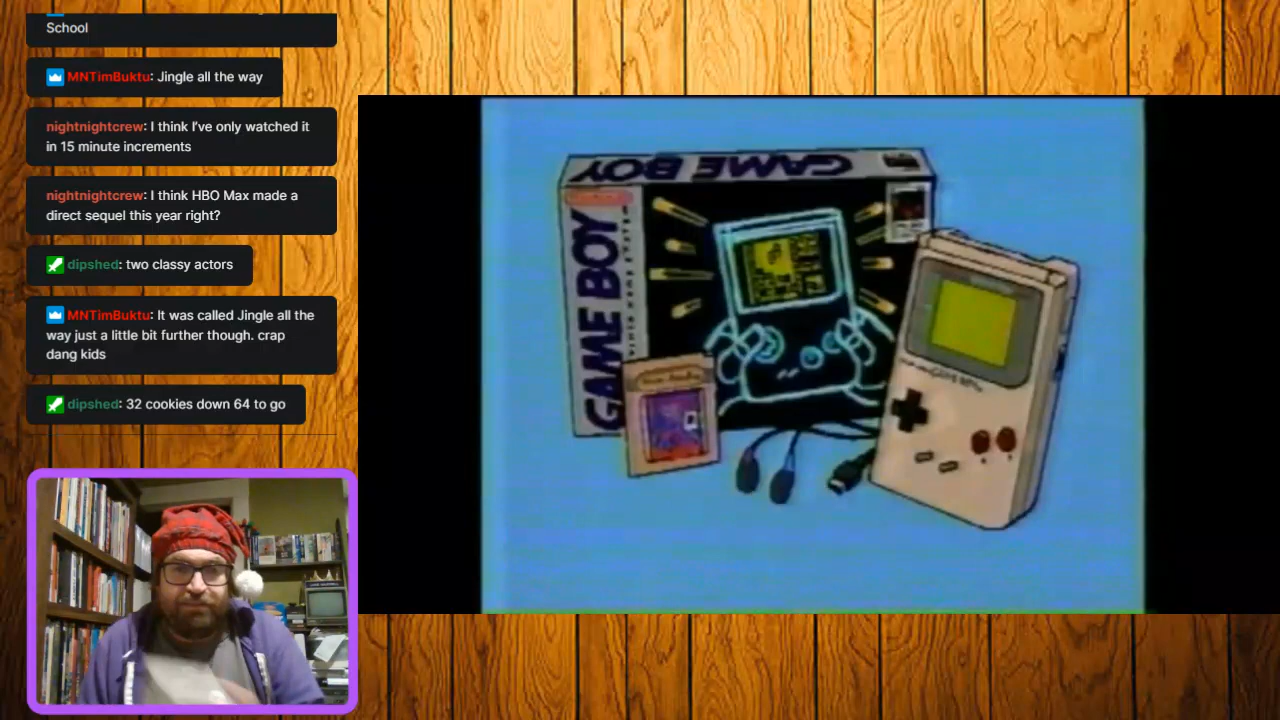 School
MNTimBuktu: Jingle all the way
nightnightcrew: I think I've only watched it
in 15 minute increments
nightnightcrew: I think HBO Max made a
direct sequel this year right?
dipshed: two classy actors
MNTimBuktu: It was called Jingle all the
way just a little bit further though. crap
dang kids
dipshed: 32 cookies down 64 to go
GAME BOY
GAME BOY